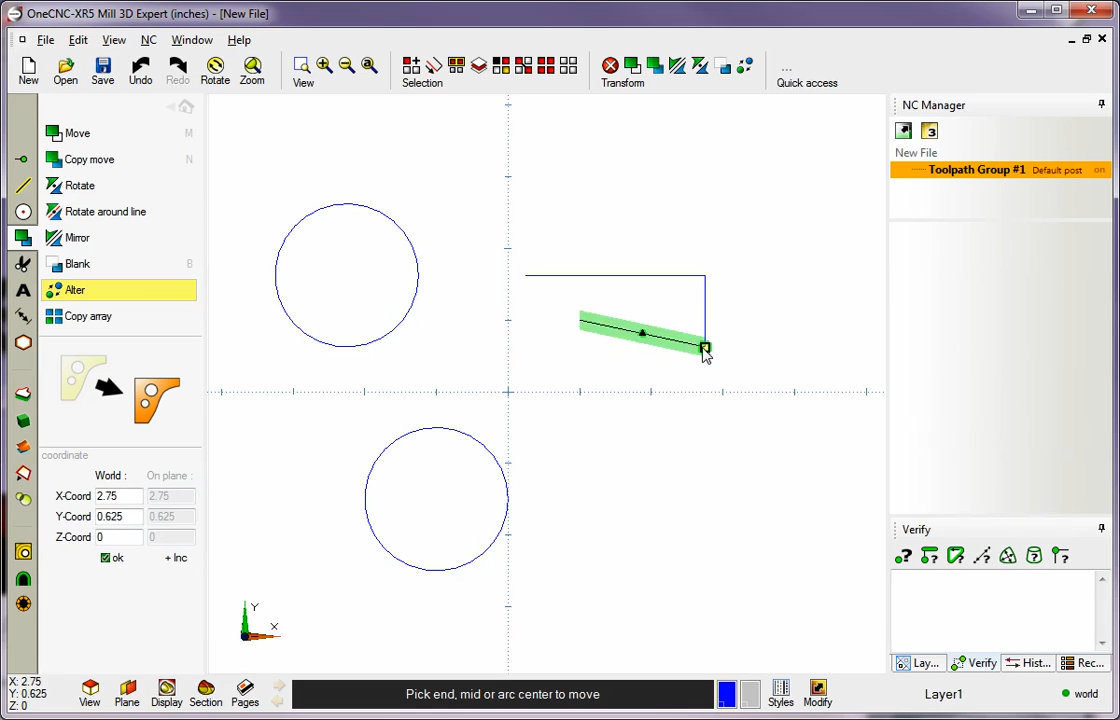 OneCNC-XR5 Mill 3D Expert (inches) - [New File]
File Edit View NC Window Help
New Open Save Undo Redo Rotate Zoom View Selection Transform ... Quick access
Move M
Copy move N
Rotate
Rotate around line
Mirror
Blank B
Alter
Copy array
coordinate
World : On plane :
X-Coord 2.75 2.75
Y-Coord 0.625 0.625
Z-Coord 0 0
ok + Inc
Y
X
NC Manager
3
New File
Toolpath Group #1 Default post on
Verify
Lay... Verify Hist... Rec...
X: 2.75
Y: 0.625
Z: 0
View Plane Display Section Pages
Pick end, mid or arc center to move
Styles Modify
Layer1
world